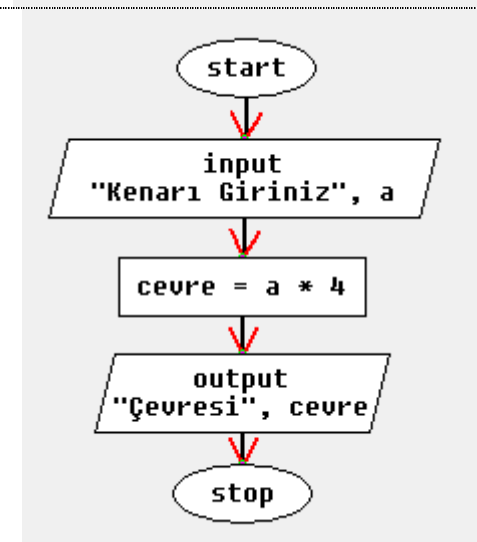 start
input
"Kenarı Giriniz", a
cevre = a * 4
output
"Çevresi", cevre
stop